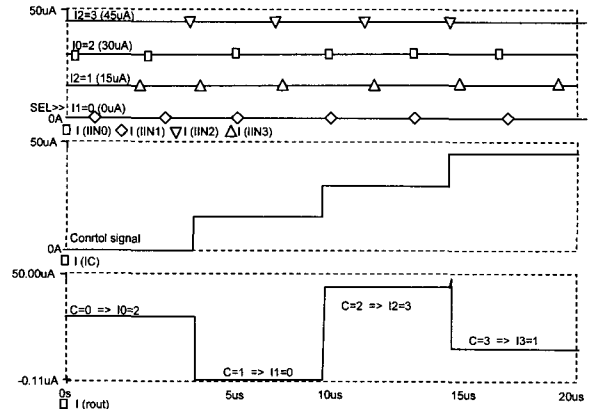 50uA
I2=3 (45uA)
I0=2 (30uA)
I2=1 (15uA)
SEL>> I1=0 (0uA)
0A
I (IIN0) I (IIN1) I (IIN2) I (IIN3)
50uA
Conrtol signal
0A
I (IC)
50.00uA
C=0 => I0=2
C=2 => I2=3
C=3 => I3=1
C=1 => I1=0
-0.11uA
0s 5us 10us 15us 20us
I (rout)